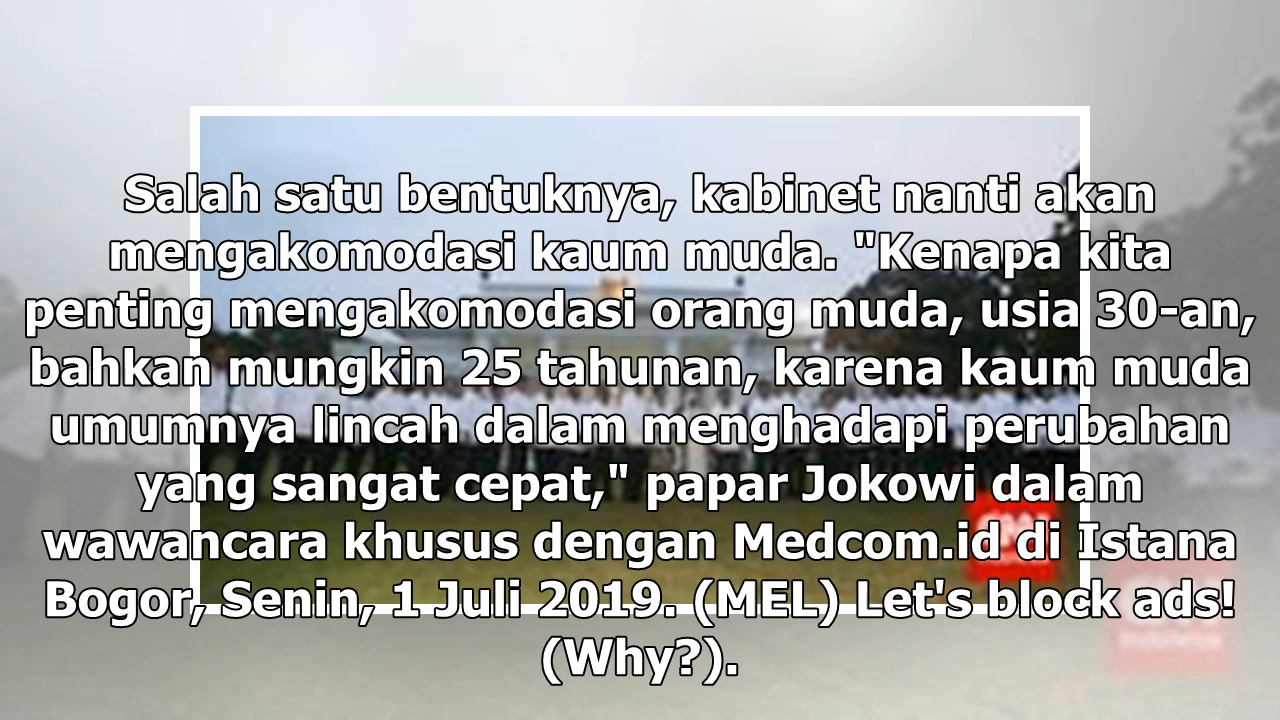 Salah satu bentuknya, kabinet nanti akan
mengakomodasi kaum muda. "Kenapa kita
penting mengakomodasi orang muda, usia 30-an,
bahkan mungkin 25 tahunan, karena kaum muda
umumnya lincah dalam menghadapi perubahan
yang sangat cepat," papar Jokowi dalam
wawancara khusus dengan Medcom.id di Istana
Bogor, Senin, 1 Juli 2019. (MEL) Let's block ads!
(Why?).